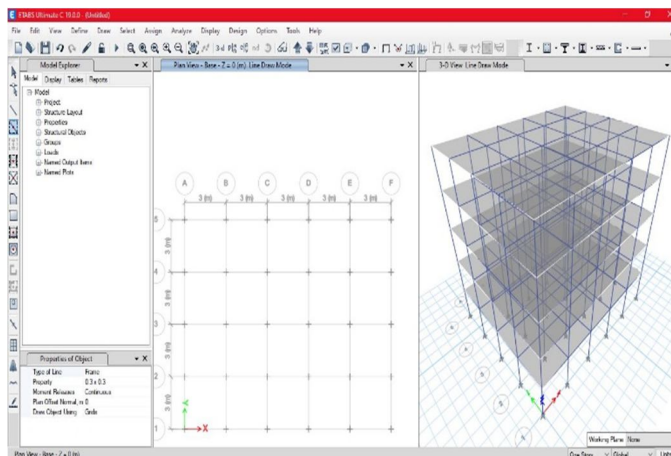 ETABS Ultimate C 19.0.0 - (Untitled)
File Edit View Define Draw Select Assign Analyze Display Design Options Tools Help
Model Explorer
Model Display Tables Reports
Model
Project
Structure Layout
Properties
Structural Objects
Groups
Loads
Named Output Items
Named Plots
Properties of Object
Type of Line Frame
Property 0.3 x 0.3
Moment Releases Continuous
Plan Offset Normal, m 0
Draw Object Using Grids
Plan View - Base - Z = 0 (m) Line Draw Mode
A B C D E F
3 (m) 3 (m) 3 (m) 3 (m) 3 (m)
5
3 (m)
4
3 (m)
3
3 (m)
2
3 (m)
1
Y
X
3-D View Line Draw Mode
Working Plane None
Plan View - Base - Z = 0 (m)
One Story Global Units